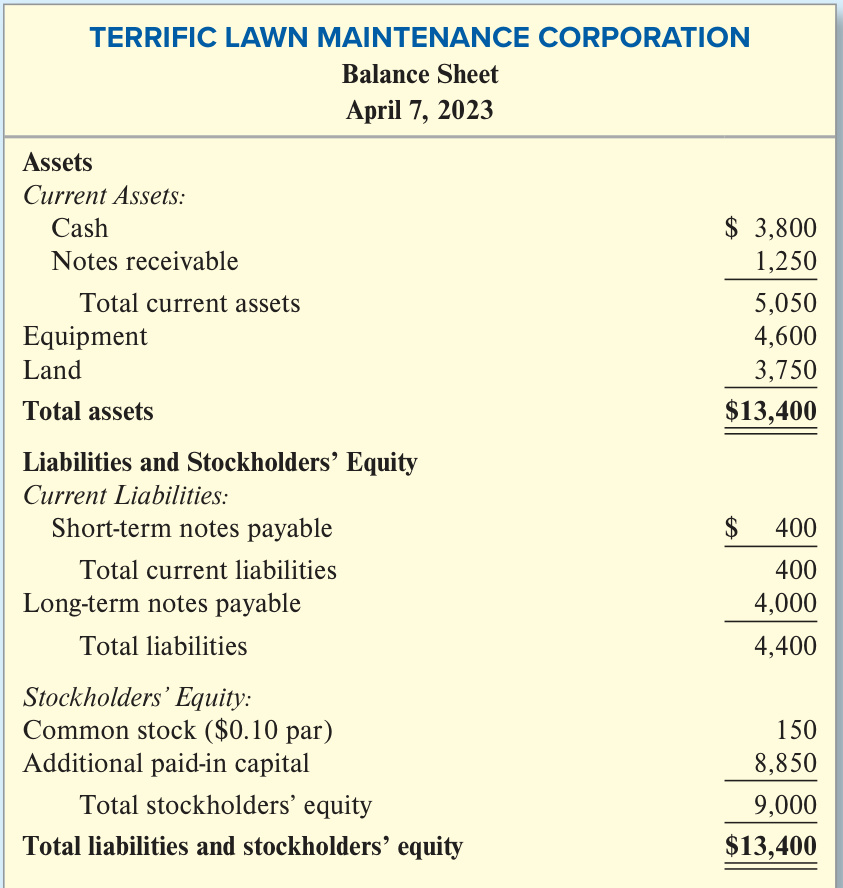 TERRIFIC LAWN MAINTENANCE CORPORATION
Balance Sheet
April 7, 2023
Assets
Current Assets:
Cash $ 3,800
Notes receivable 1,250
Total current assets 5,050
Equipment 4,600
Land 3,750
Total assets $13,400
Liabilities and Stockholders’ Equity
Current Liabilities:
Short-term notes payable $ 400
Total current liabilities 400
Long-term notes payable 4,000
Total liabilities 4,400
Stockholders’ Equity:
Common stock ($0.10 par) 150
Additional paid-in capital 8,850
Total stockholders’ equity 9,000
Total liabilities and stockholders’ equity $13,400